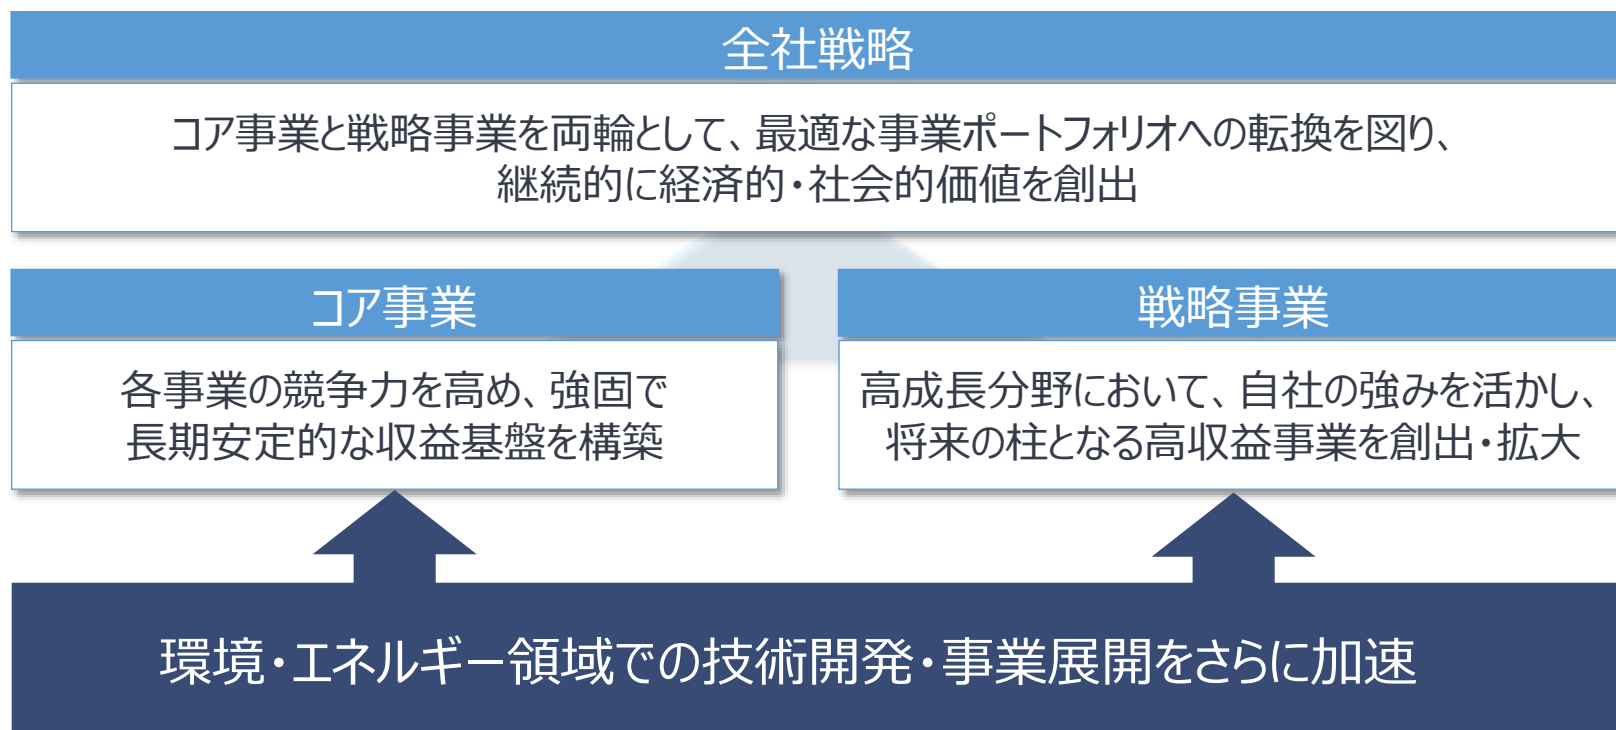 全社戦略
コア事業と戦略事業を両輪として、最適な事業ポートフォリオへの転換を図り、
継続的に経済的・社会的価値を創出
コア事業
各事業の競争力を高め、強固で
長期安定的な収益基盤を構築
戦略事業
高成長分野において、自社の強みを活かし、
将来の柱となる高収益事業を創出・拡大
環境・エネルギー領域での技術開発・事業展開をさらに加速